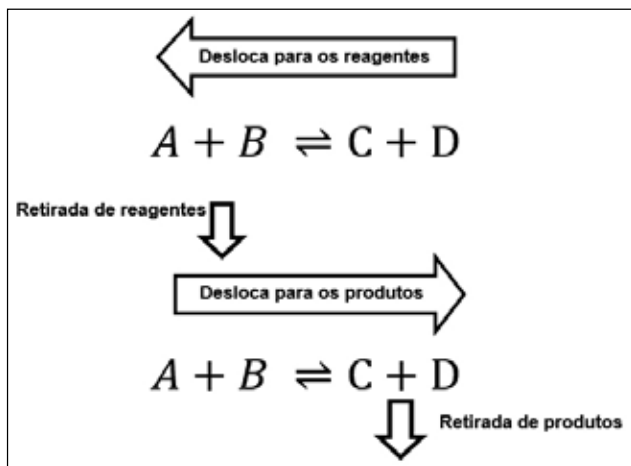 Desloca para os reagentes
A + B ⇌ C + D
Retirada de reagentes
Desloca para os produtos
A + B ⇌ C + D
Retirada de produtos